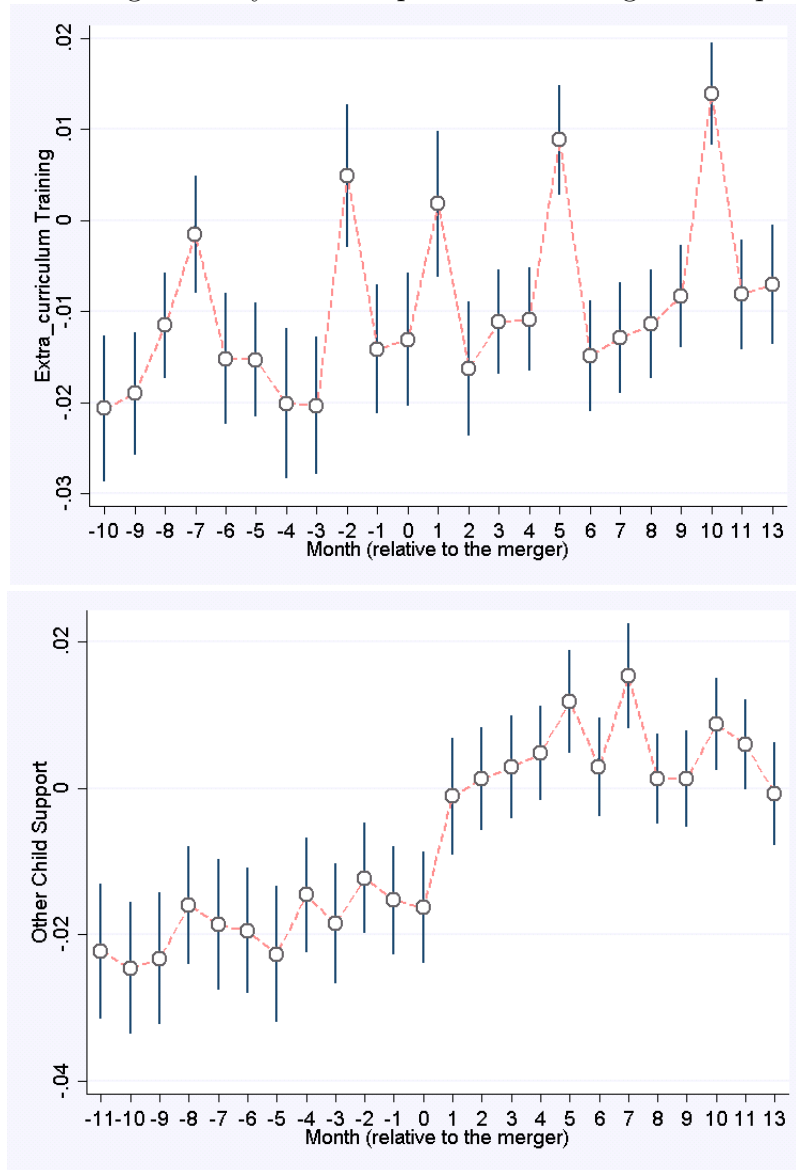 .02
.01
0
-.01
-.02
-.03
Extra_curriculum Training
-10 -9 -8 -7 -6 -5 -4 -3 -2 -1 0 1 2 3 4 5 6 7 8 9 10 11 13
Month (relative to the merger)
.02
0
-.02
-.04
Other Child Support
-11 -10 -9 -8 -7 -6 -5 -4 -3 -2 -1 0 1 2 3 4 5 6 7 8 9 10 11 13
Month (relative to the merger)